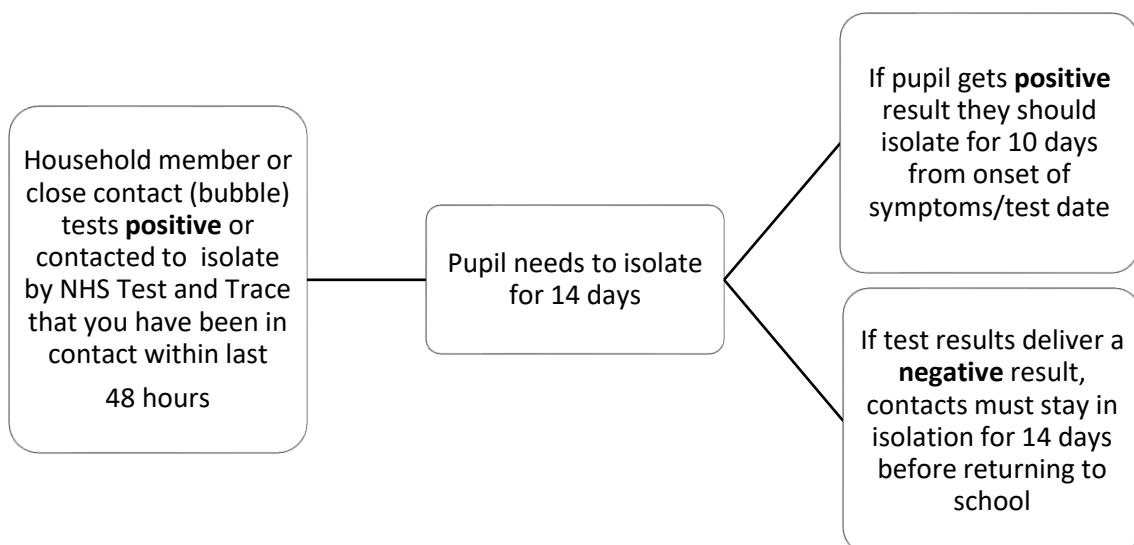 Household member or
close contact (bubble)
tests positive or
contacted to isolate
by NHS Test and Trace
that you have been in
contact within last
48 hours
Pupil needs to isolate
for 14 days
If pupil gets positive
result they should
isolate for 10 days
from onset of
symptoms/test date
If test results deliver a
negative result,
contacts must stay in
isolation for 14 days
before returning to
school